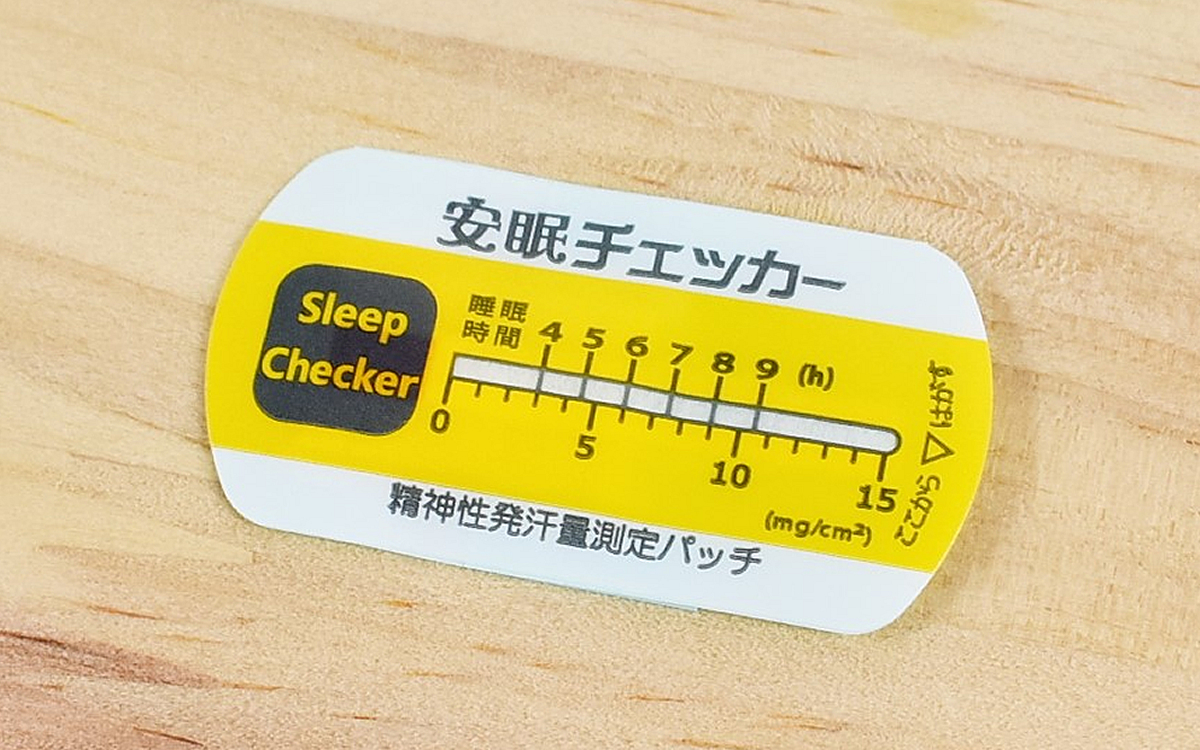 安眠チェッカー
Sleep
Checker
睡眠
時間 4 5 6 7 8 9 (h)
0 5 10 15
(mg/cm²)
ここから▷はがす
精神性発汗量測定パッチ